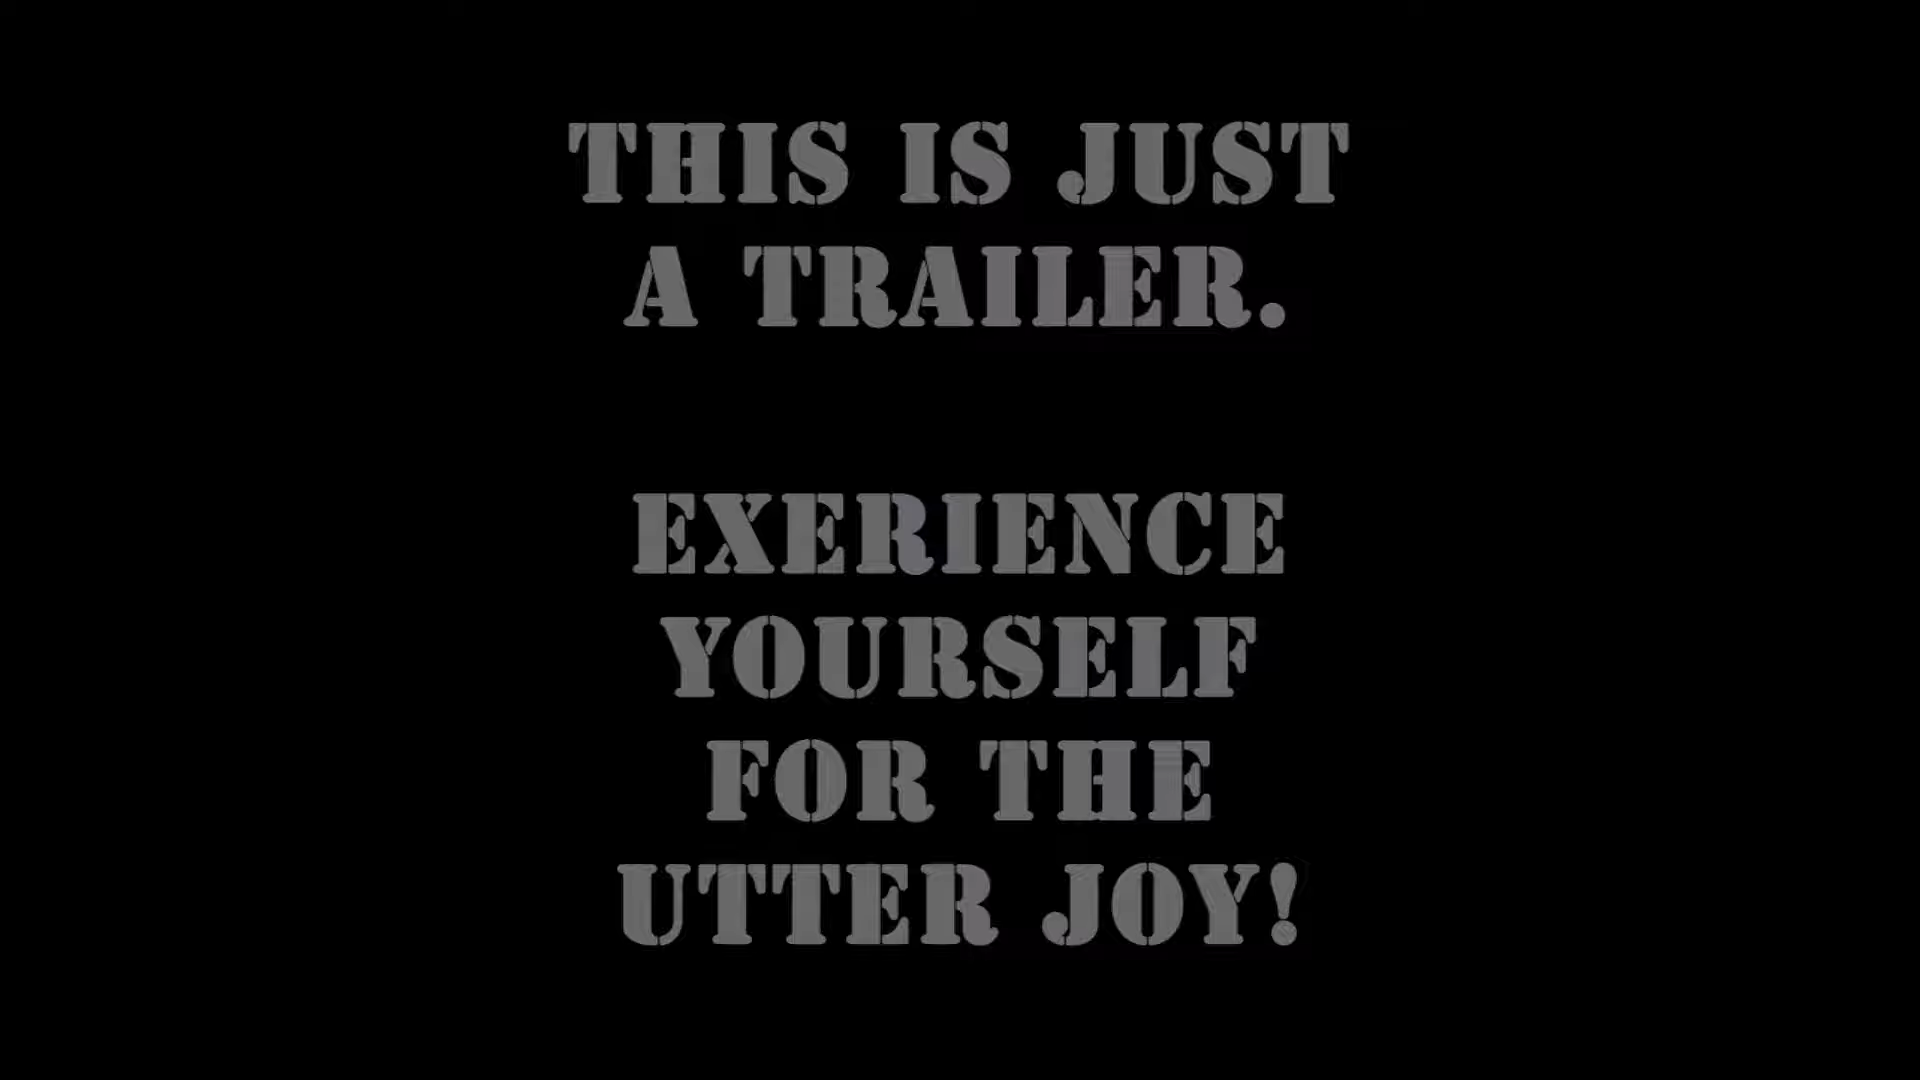 THIS IS JUST
A TRAILER.
EXERIENCE
YOURSELF
FOR THE
UTTER JOY!